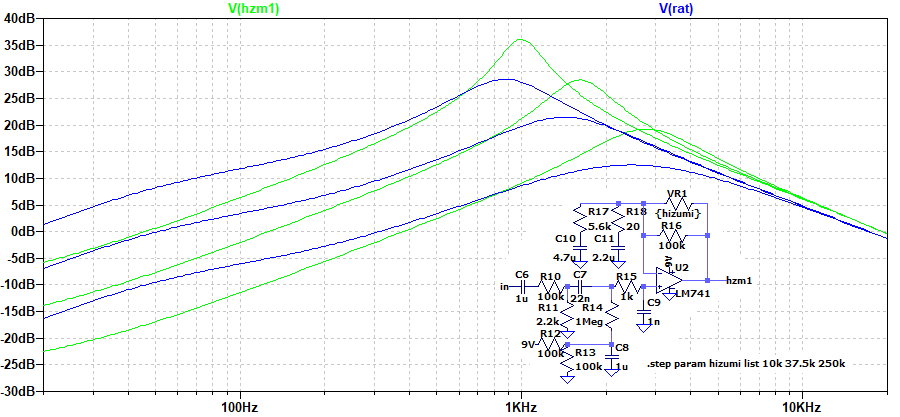 V(hzm1) V(rat)
40dB
35dB
30dB
25dB
20dB
15dB
10dB
5dB
0dB
-5dB
-10dB
-15dB
-20dB
-25dB
-30dB
100Hz 1KHz 10KHz
VR1
{hizumi}
R17 R18
5.6k 20
R16
100k
C10 C11
4.7u 2.2u
9V
U2
LM741
hzm1
in
C6 R10 C7 R15
1u 100k 22n 1k
C9
1n
R11 R14
2.2k 1Meg
R12
9V 100k
R13
100k
C8
1u
.step param hizumi list 10k 37.5k 250k